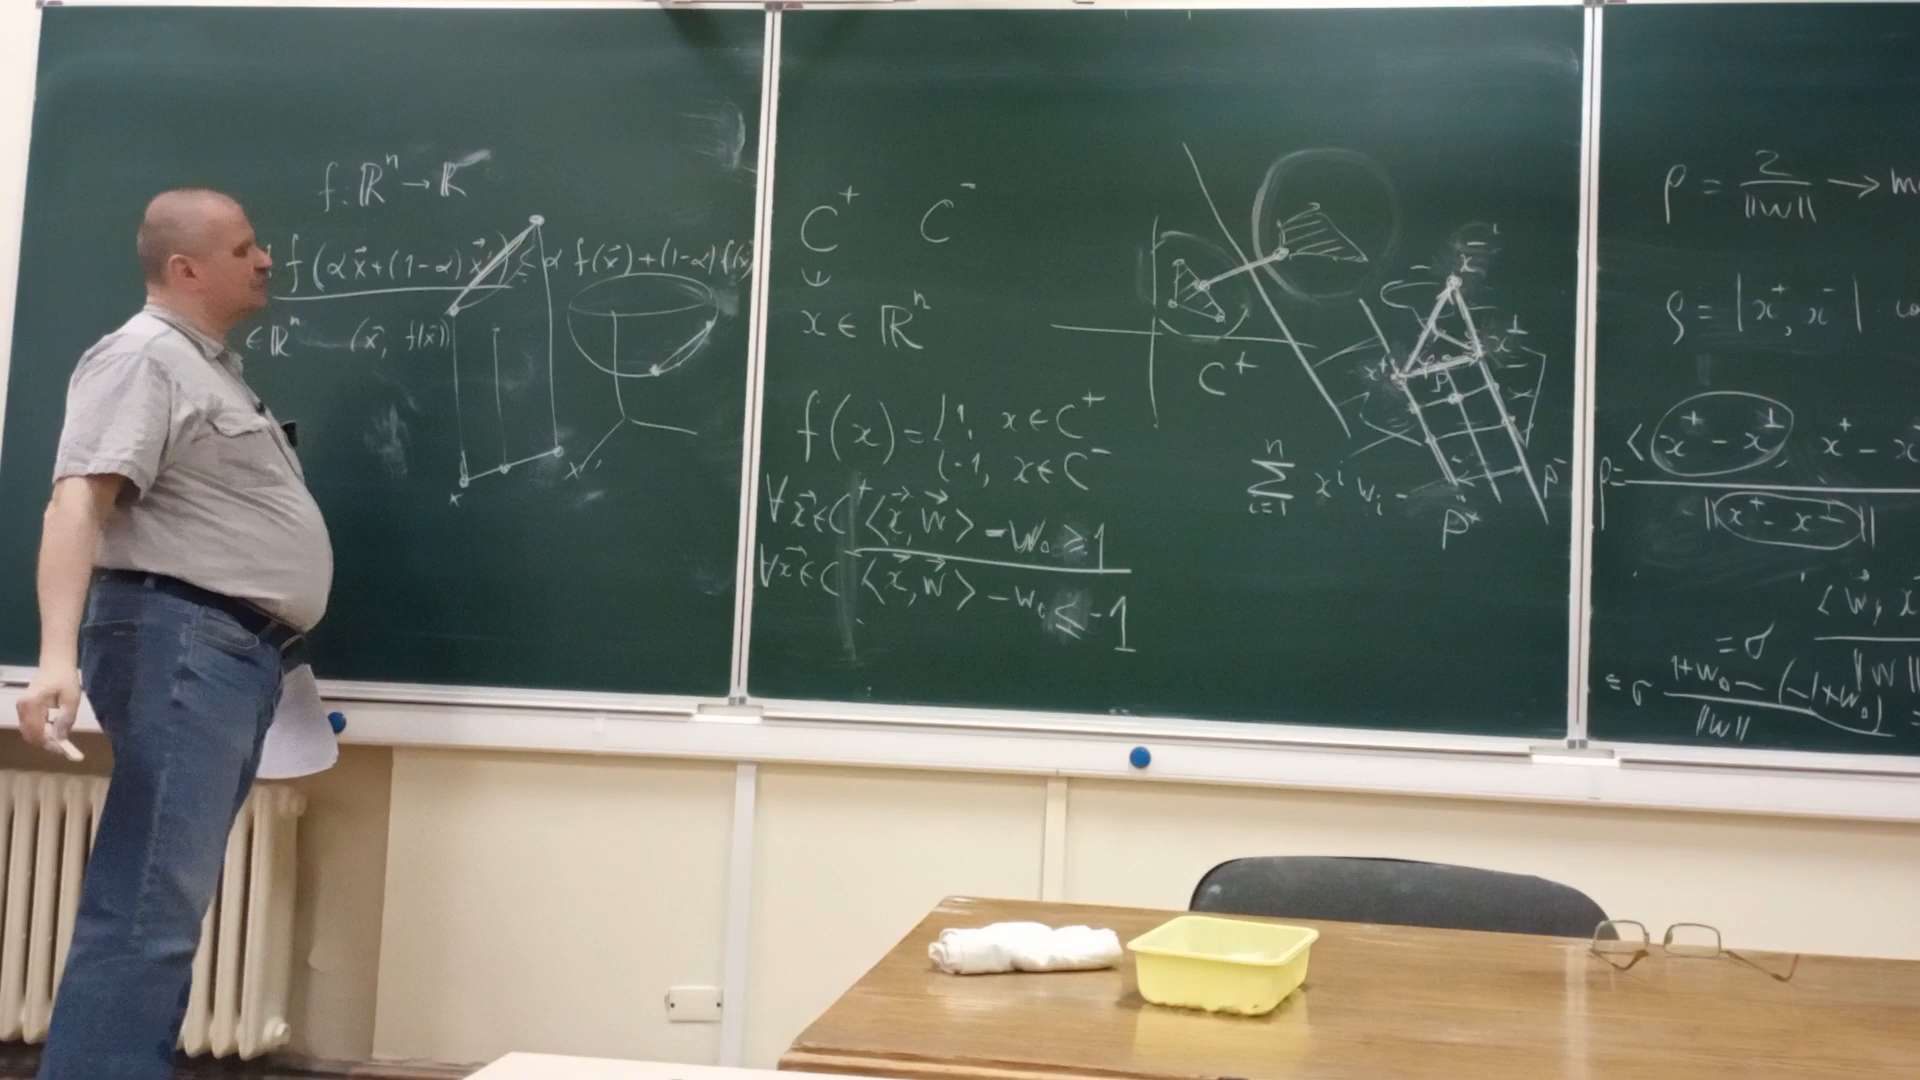 f: ℝⁿ → ℝ
f(αx⃗+(1-α)x⃗') ≤ α f(x⃗)+(1-α) f(x⃗
∈ ℝⁿ (x⃗, f(x⃗))
x x'
C⁺ C⁻
x ∈ ℝⁿ
f(x) = { 1, x ∈ C⁺
{ -1, x ∈ C⁻
∀x⃗∈C⁺ ⟨x⃗, w⃗⟩ - w₀ ≥ 1
∀x⃗∈C ⟨x⃗, w⃗⟩ - w₀ ≤ -1
C⁺
x⁻
x⁺ x^⊥
ρ
∑_{i=1}^{n} xⁱ wᵢ -
P⁺ P⁻
ρ = 2/‖w‖ → m
ρ = |x⁺, x⁻|
ρ = ⟨x⁺ - x^⊥, x⁺ - x
‖x⁺ - x^⊥‖
⟨w⃗, x
= σ ‖w‖
= σ (1+w₀ - (-1+w₀))/‖w‖ =